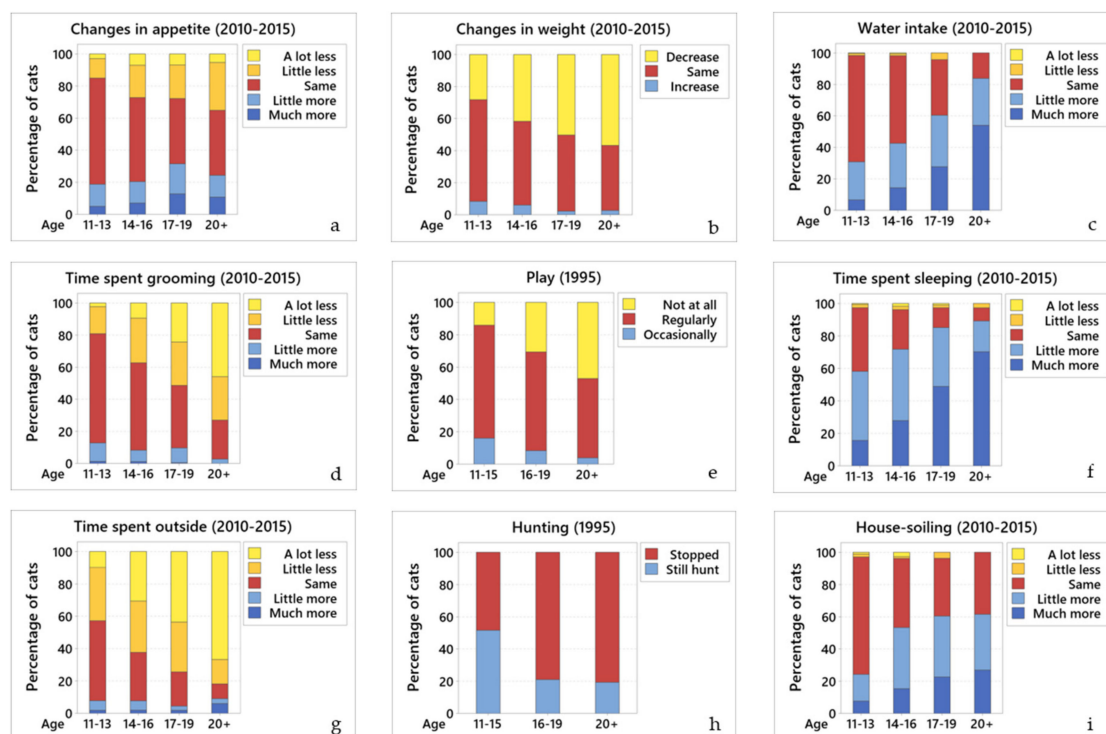 Changes in appetite (2010-2015)
Percentage of cats
100
80
60
40
20
0
A lot less
Little less
Same
Little more
Much more
Age 11-13 14-16 17-19 20+
a
Changes in weight (2010-2015)
Percentage of cats
100
80
60
40
20
0
Decrease
Same
Increase
Age 11-13 14-16 17-19 20+
b
Water intake (2010-2015)
Percentage of cats
100
80
60
40
20
0
A lot less
Little less
Same
Little more
Much more
Age 11-13 14-16 17-19 20+
c
Time spent grooming (2010-2015)
Percentage of cats
100
80
60
40
20
0
A lot less
Little less
Same
Little more
Much more
Age 11-13 14-16 17-19 20+
d
Play (1995)
Percentage of cats
100
80
60
40
20
0
Not at all
Regularly
Occasionally
Age 11-15 16-19 20+
e
Time spent sleeping (2010-2015)
Percentage of cats
100
80
60
40
20
0
A lot less
Little less
Same
Little more
Much more
Age 11-13 14-16 17-19 20+
f
Time spent outside (2010-2015)
Percentage of cats
100
80
60
40
20
0
A lot less
Little less
Same
Little more
Much more
Age 11-13 14-16 17-19 20+
g
Hunting (1995)
Percentage of cats
100
80
60
40
20
0
Stopped
Still hunt
Age 11-15 16-19 20+
h
House-soiling (2010-2015)
Percentage of cats
100
80
60
40
20
0
A lot less
Little less
Same
Little more
Much more
Age 11-13 14-16 17-19 20+
i